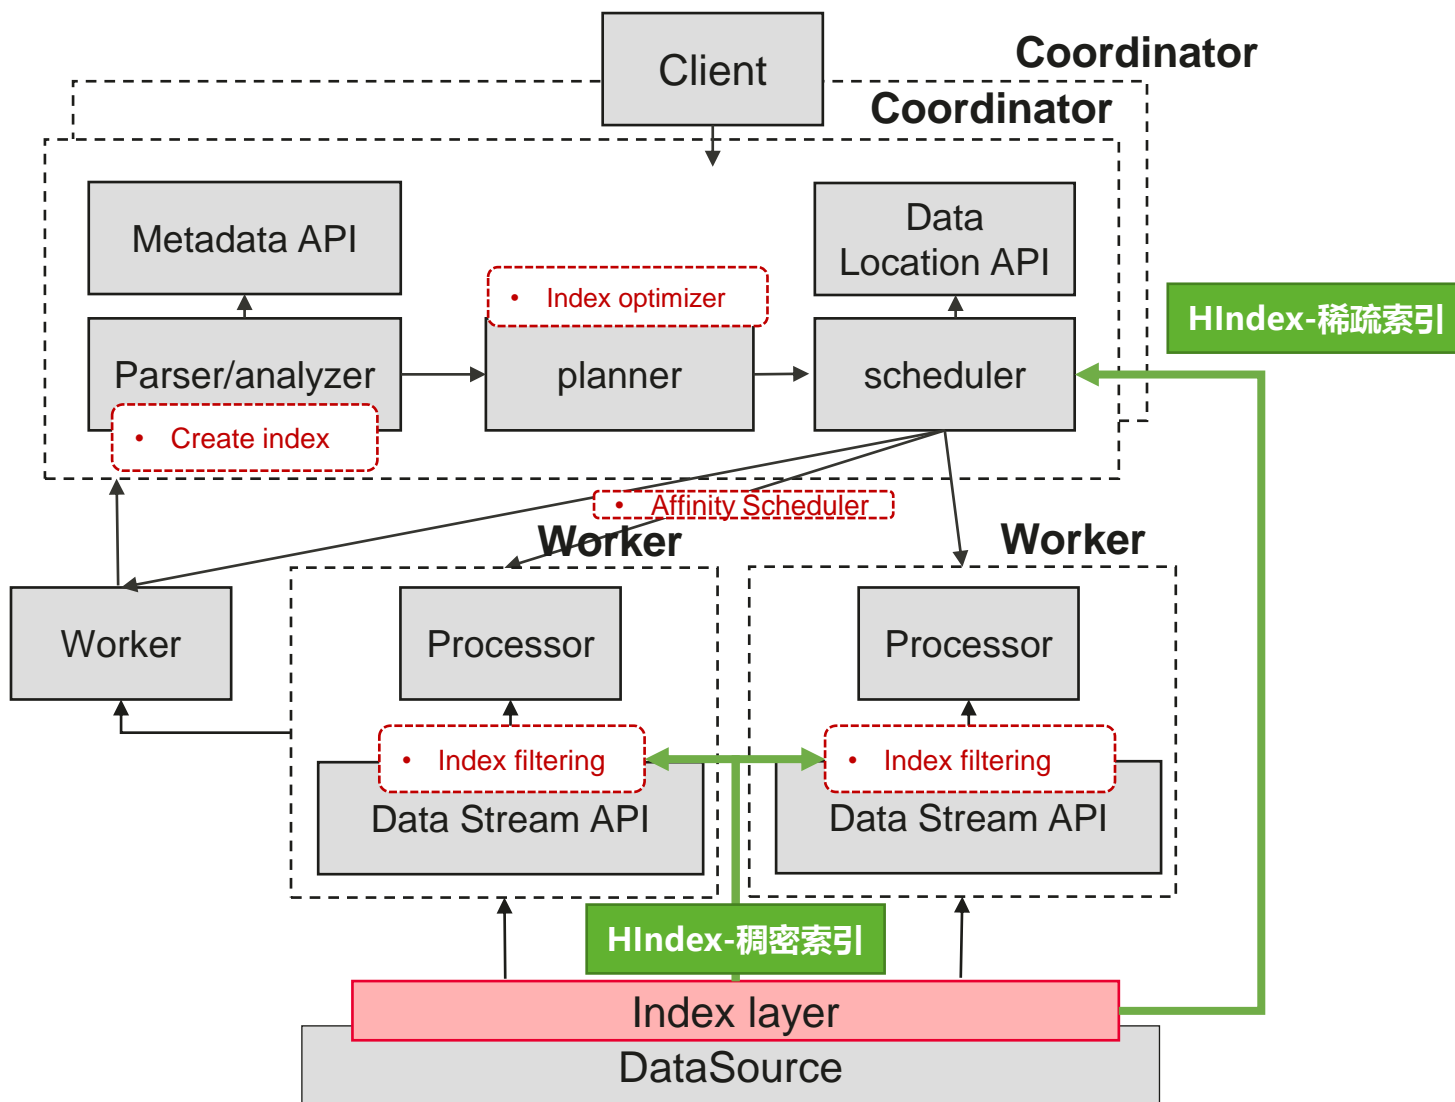 Client
Coordinator
Coordinator
Metadata API
Data
Location API
• Index optimizer
HIndex-稀疏索引
Parser/analyzer
planner
scheduler
• Create index
• Affinity Scheduler
Worker
Worker
Worker
Processor
Processor
• Index filtering
• Index filtering
Data Stream API
Data Stream API
HIndex-稠密索引
Index layer
DataSource